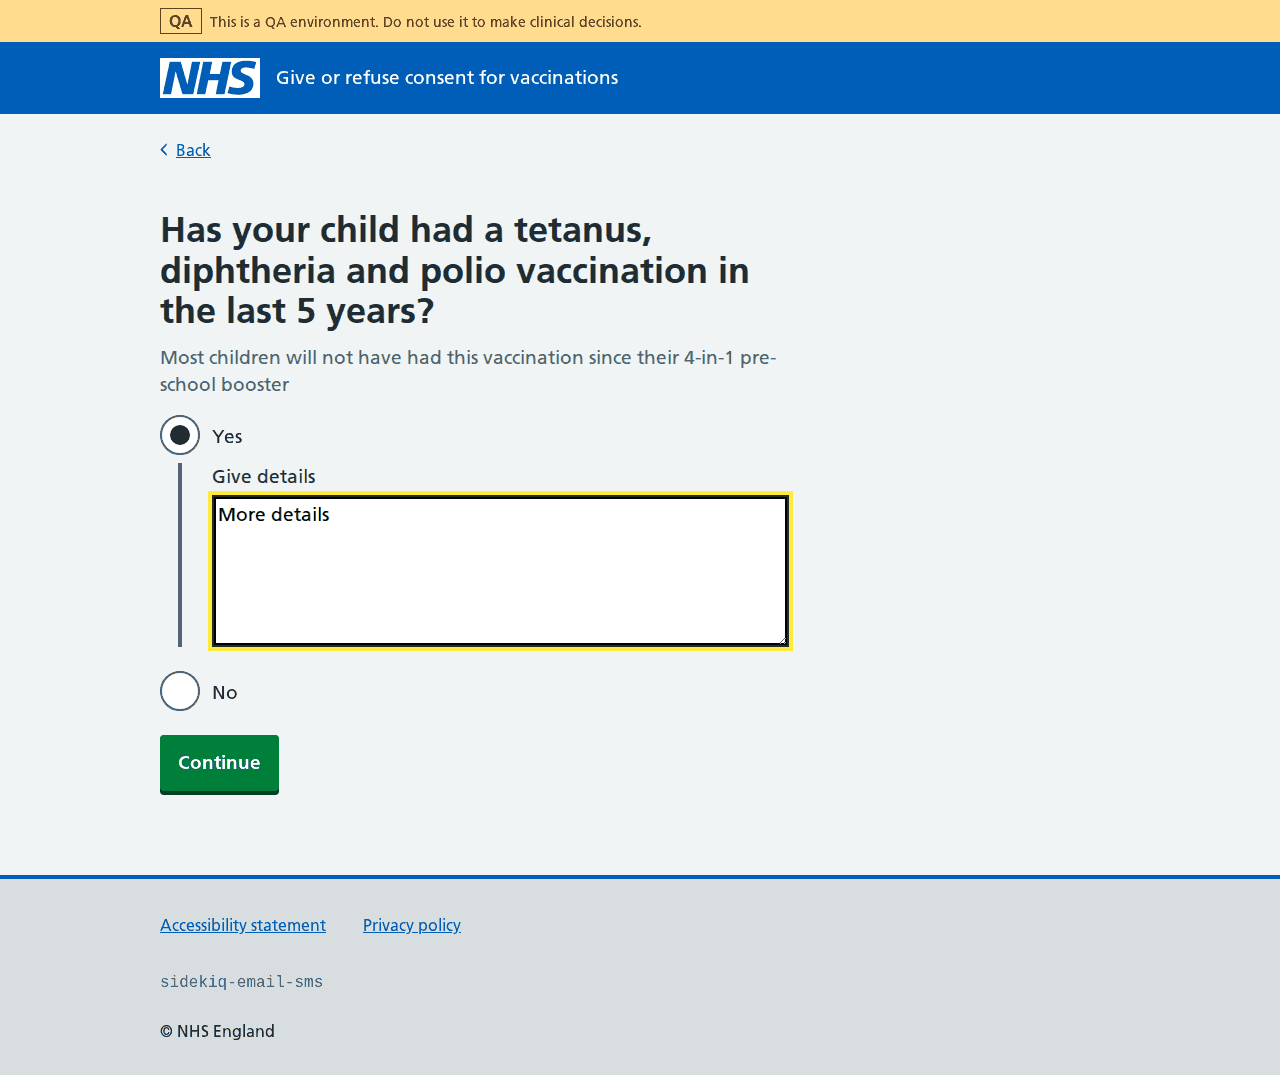 QA This is a QA environment. Do not use it to make clinical decisions.
NHS Give or refuse consent for vaccinations
Back
Has your child had a tetanus,
diphtheria and polio vaccination in
the last 5 years?
Most children will not have had this vaccination since their 4-in-1 pre-
school booster
Yes
Give details
More details
No
Continue
Accessibility statement Privacy policy
sidekiq-email-sms
© NHS England